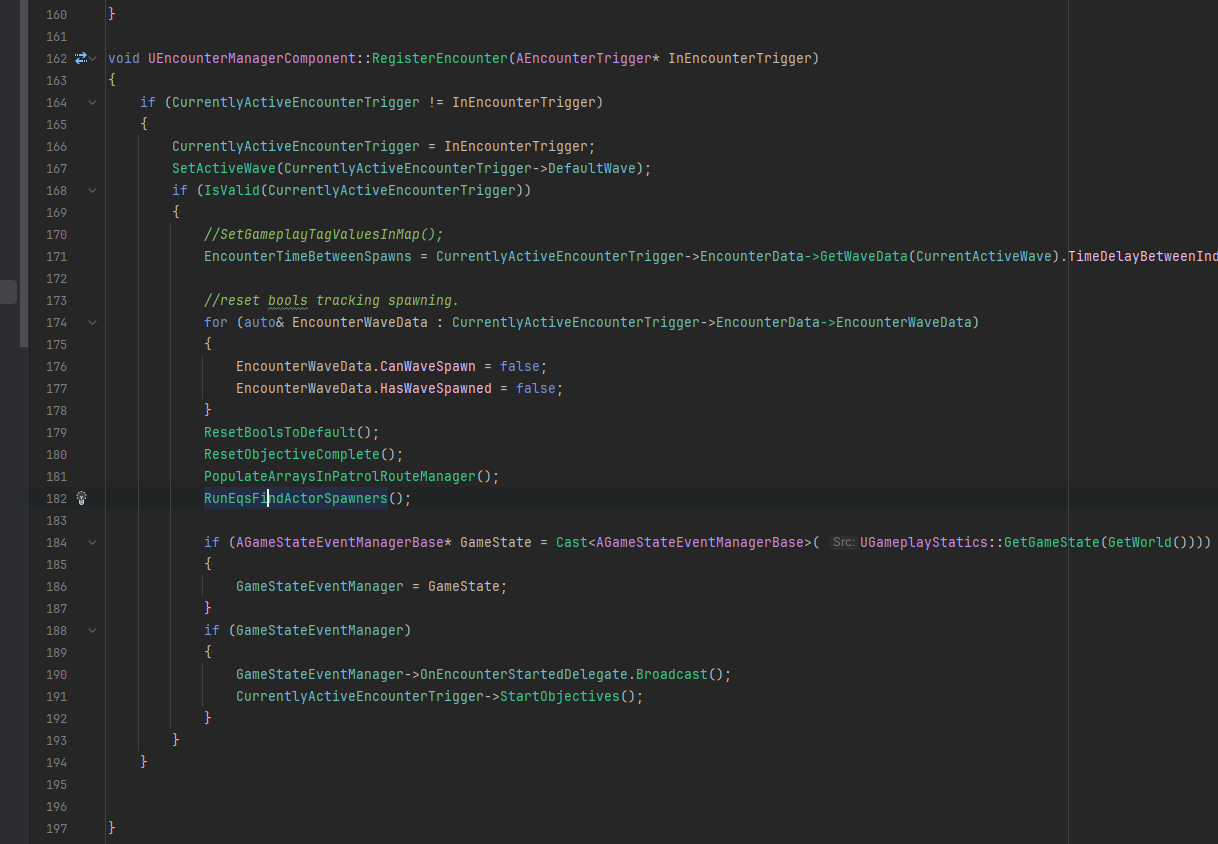 160 }
161
162 void UEncounterManagerComponent::RegisterEncounter(AEncounterTrigger* InEncounterTrigger)
163 {
164     if (CurrentlyActiveEncounterTrigger != InEncounterTrigger)
165     {
166         CurrentlyActiveEncounterTrigger = InEncounterTrigger;
167         SetActiveWave(CurrentlyActiveEncounterTrigger->DefaultWave);
168         if (IsValid(CurrentlyActiveEncounterTrigger))
169         {
170             //SetGameplayTagValuesInMap();
171             EncounterTimeBetweenSpawns = CurrentlyActiveEncounterTrigger->EncounterData->GetWaveData(CurrentActiveWave).TimeDelayBetweenInd
172
173             //reset bools tracking spawning.
174             for (auto& EncounterWaveData : CurrentlyActiveEncounterTrigger->EncounterData->EncounterWaveData)
175             {
176                 EncounterWaveData.CanWaveSpawn = false;
177                 EncounterWaveData.HasWaveSpawned = false;
178             }
179             ResetBoolsToDefault();
180             ResetObjectiveComplete();
181             PopulateArraysInPatrolRouteManager();
182             RunEqsFindActorSpawners();
183
184             if (AGameStateEventManagerBase* GameState = Cast<AGameStateEventManagerBase>( Src: UGameplayStatics::GetGameState(GetWorld())))
185             {
186                 GameStateEventManager = GameState;
187             }
188             if (GameStateEventManager)
189             {
190                 GameStateEventManager->OnEncounterStartedDelegate.Broadcast();
191                 CurrentlyActiveEncounterTrigger->StartObjectives();
192             }
193         }
194     }
195
196
197 }